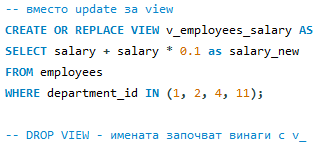 -- вместо update за view
CREATE OR REPLACE VIEW v_employees_salary AS
SELECT salary + salary * 0.1 as salary_new
FROM employees
WHERE department_id IN (1, 2, 4, 11);
-- DROP VIEW - имената започват винаги с v_